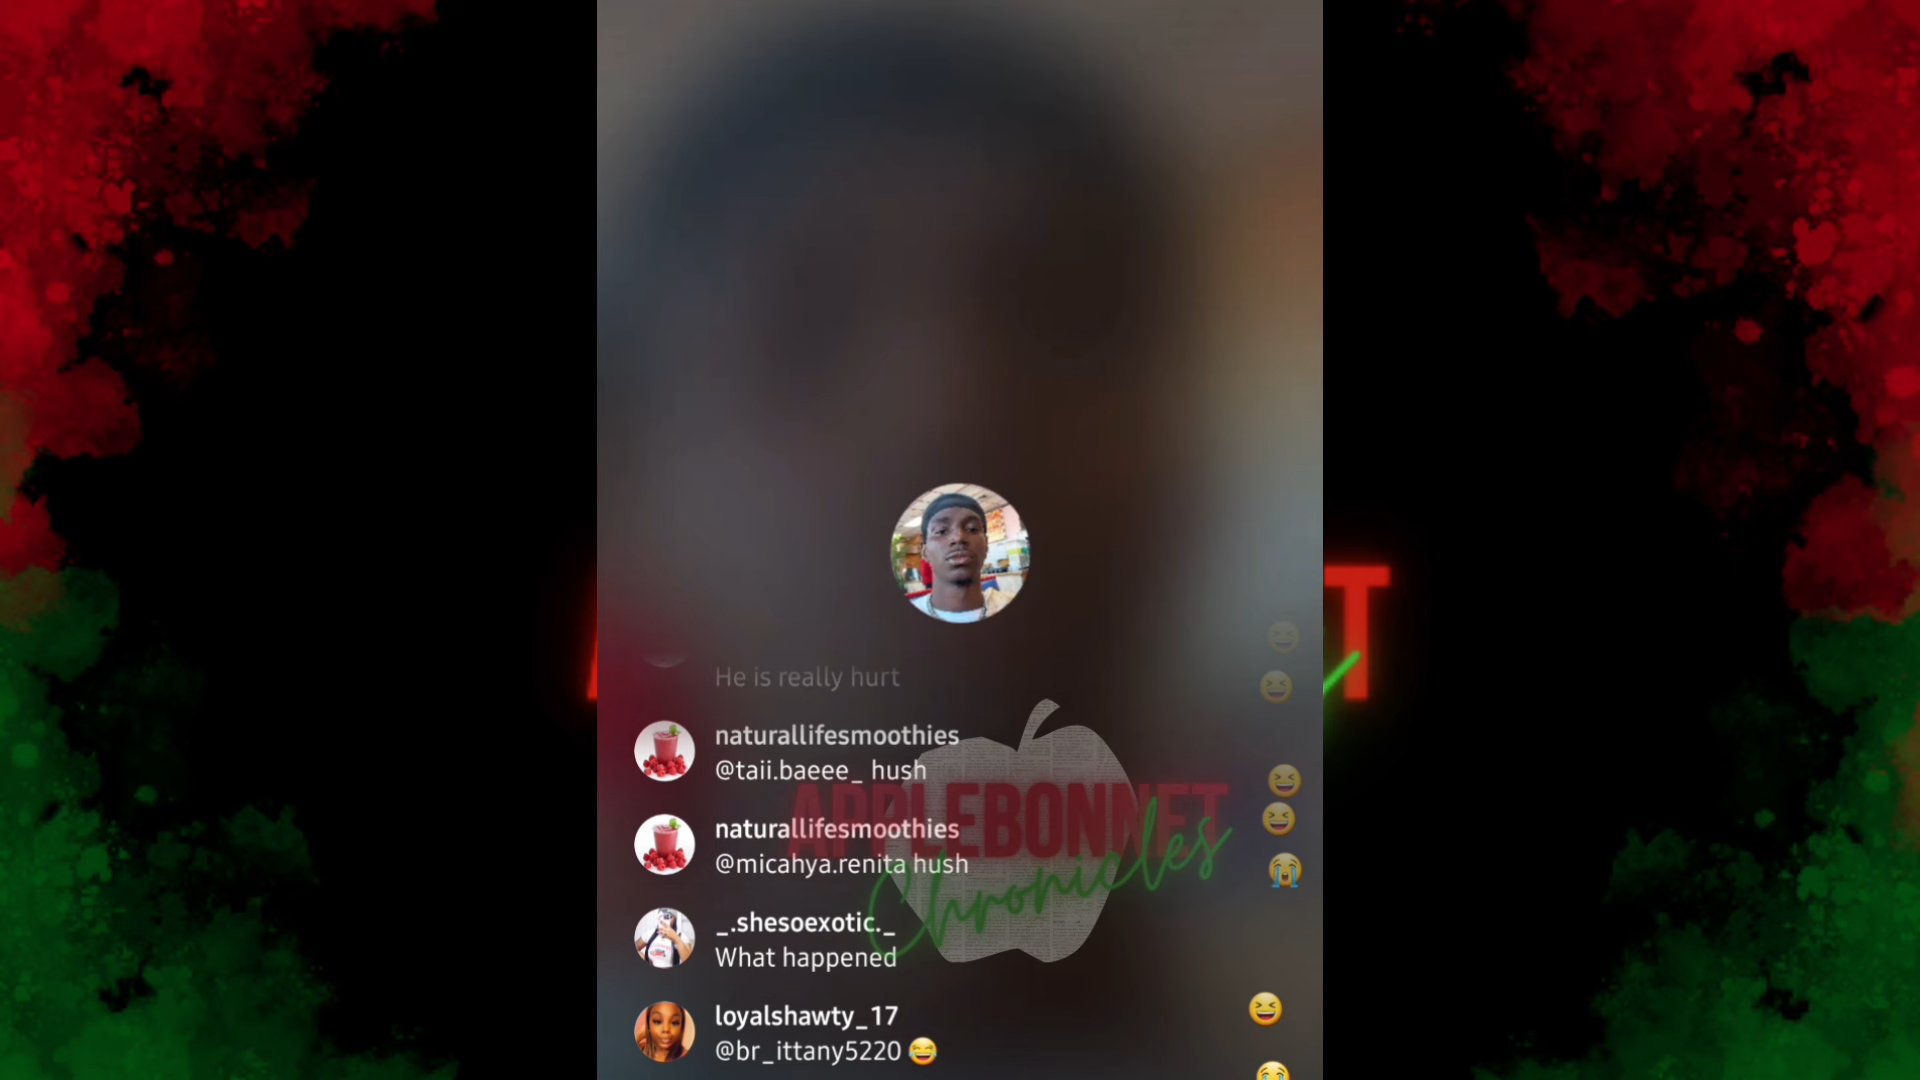 He is really hurt
naturallifesmoothies
@taii.baeee_ hush
naturallifesmoothies
@micahya.renita hush
_.shesoexotic._
What happened
loyalshawty_17
@br_ittany5220 😂
APPLEBONNET
Chronicles
T